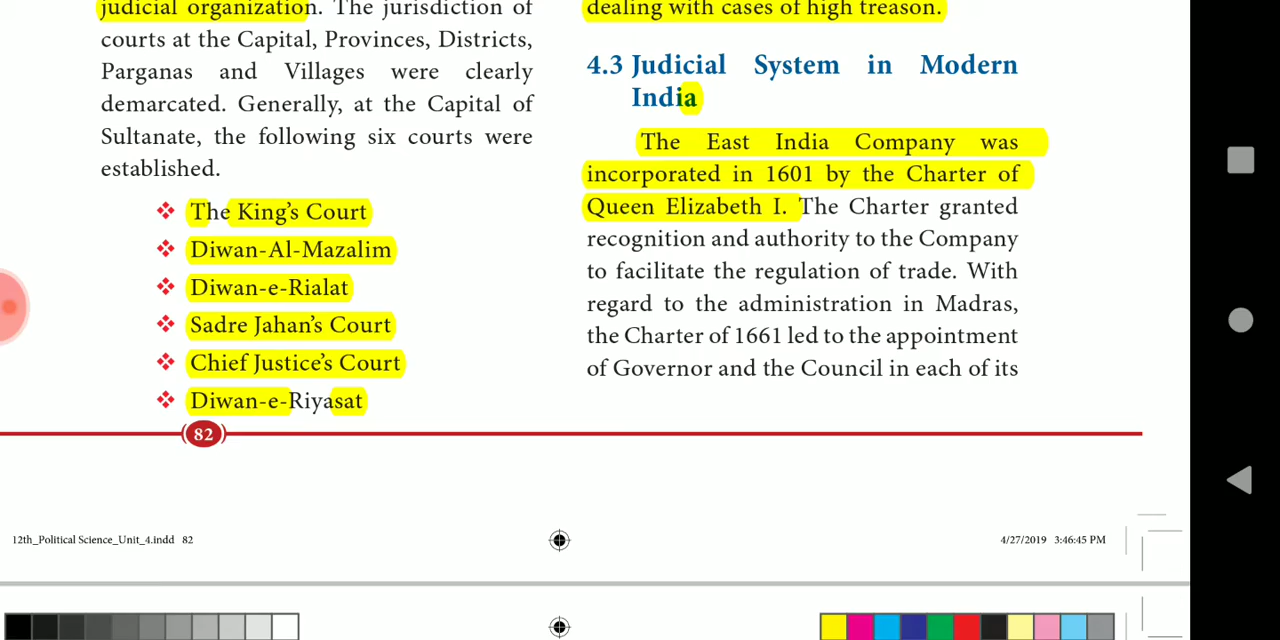 judicial organization. The jurisdiction of
courts at the Capital, Provinces, Districts,
Parganas and Villages were clearly
demarcated. Generally, at the Capital of
Sultanate, the following six courts were
established.
❖ The King's Court
❖ Diwan-Al-Mazalim
❖ Diwan-e-Rialat
❖ Sadre Jahan's Court
❖ Chief Justice's Court
❖ Diwan-e-Riyasat
dealing with cases of high treason.
4.3 Judicial System in Modern
India
The East India Company was
incorporated in 1601 by the Charter of
Queen Elizabeth I. The Charter granted
recognition and authority to the Company
to facilitate the regulation of trade. With
regard to the administration in Madras,
the Charter of 1661 led to the appointment
of Governor and the Council in each of its
82
12th_Political Science_Unit_4.indd 82
4/27/2019 3:46:45 PM